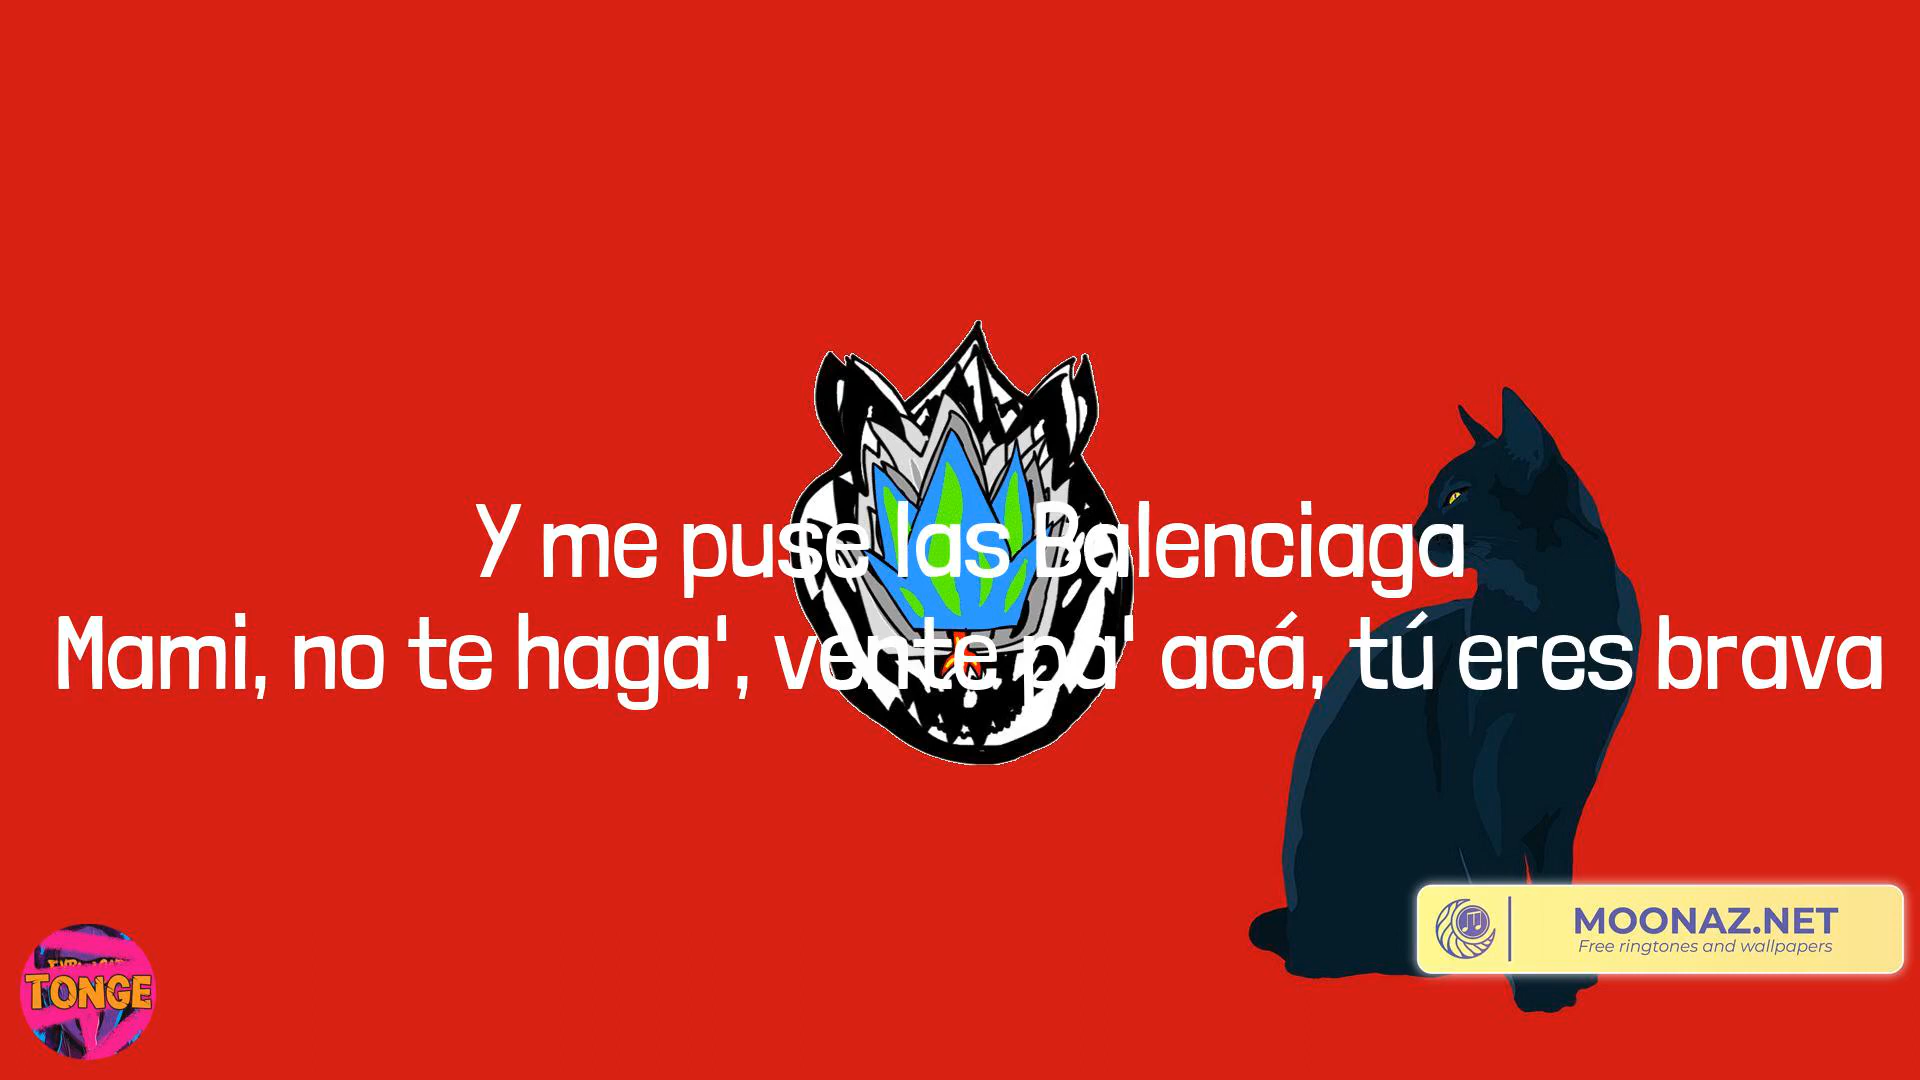 Y me puse las Balenciaga
Mami, no te haga', vente pa' acá, tú eres brava
MOONAZ.NET
Free ringtones and wallpapers
TONGE